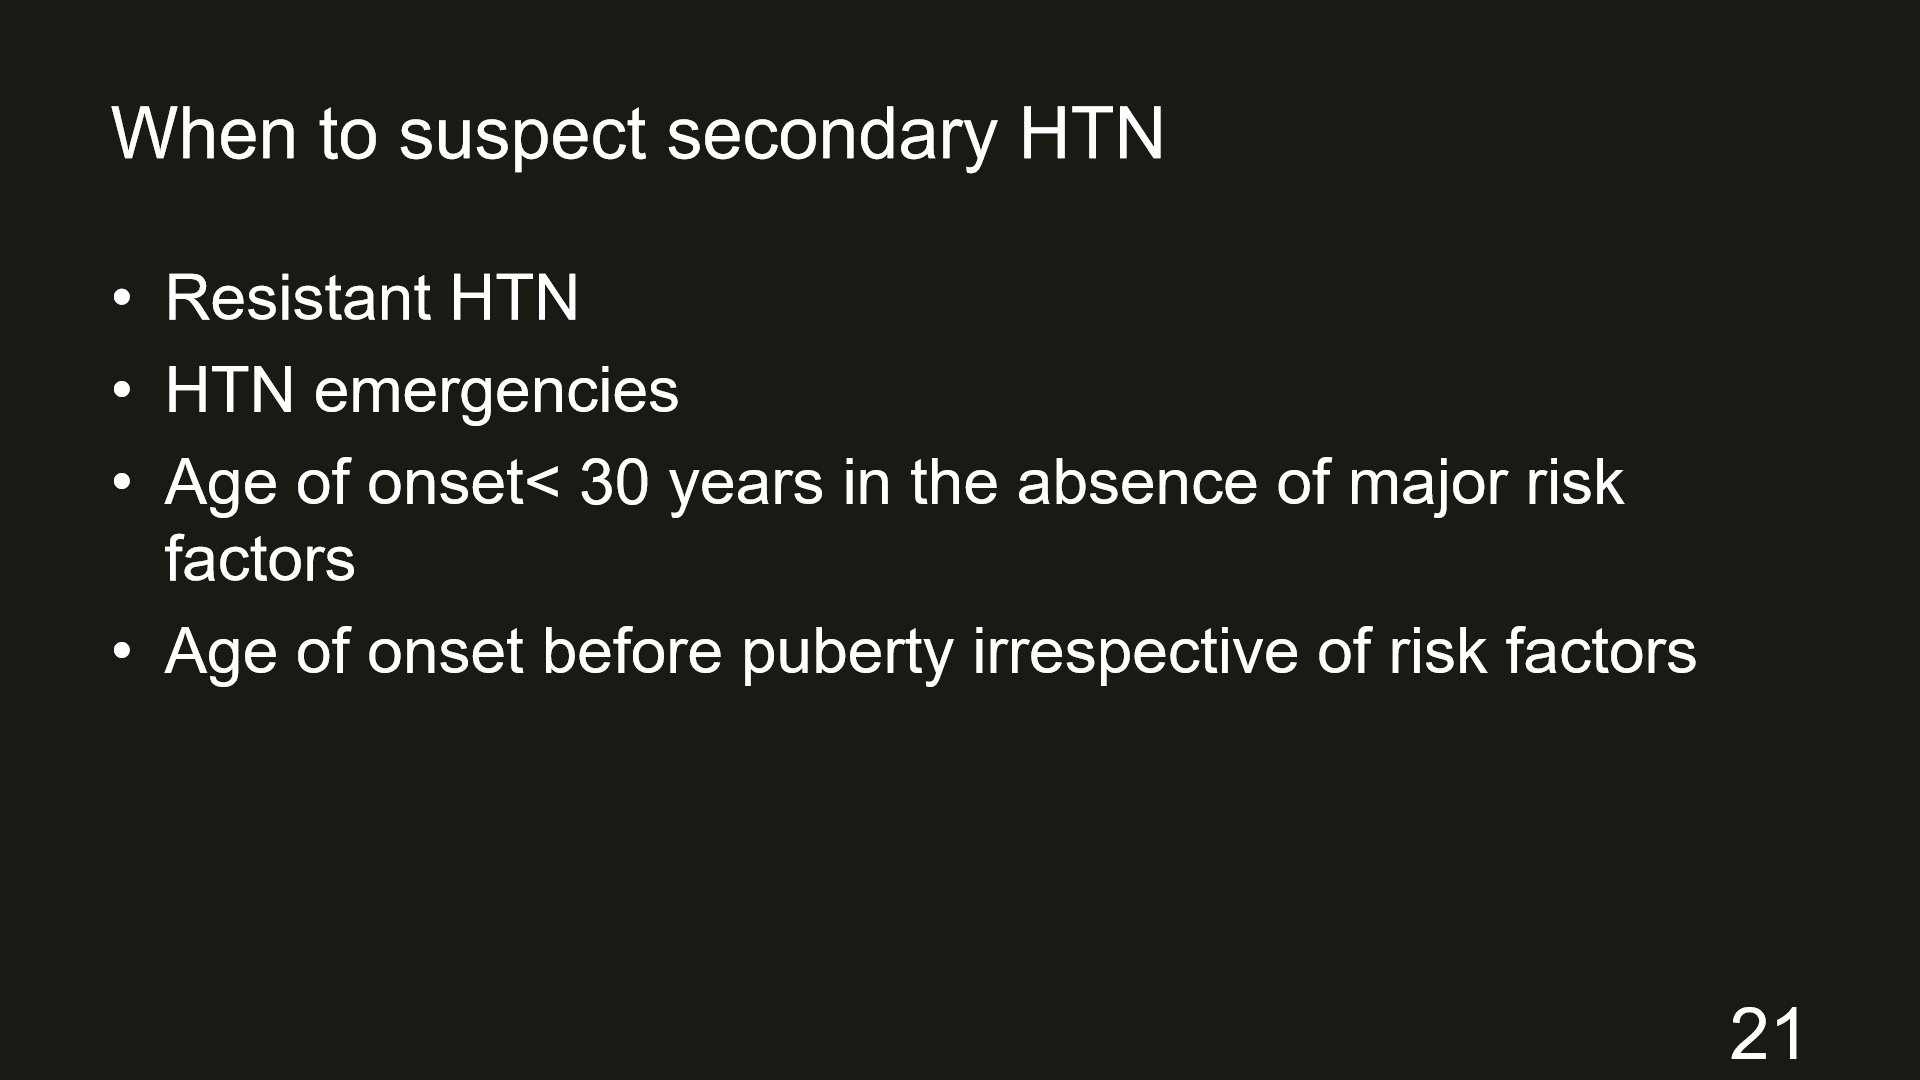 When to suspect secondary HTN
• Resistant HTN
• HTN emergencies
• Age of onset< 30 years in the absence of major risk
factors
• Age of onset before puberty irrespective of risk factors
21